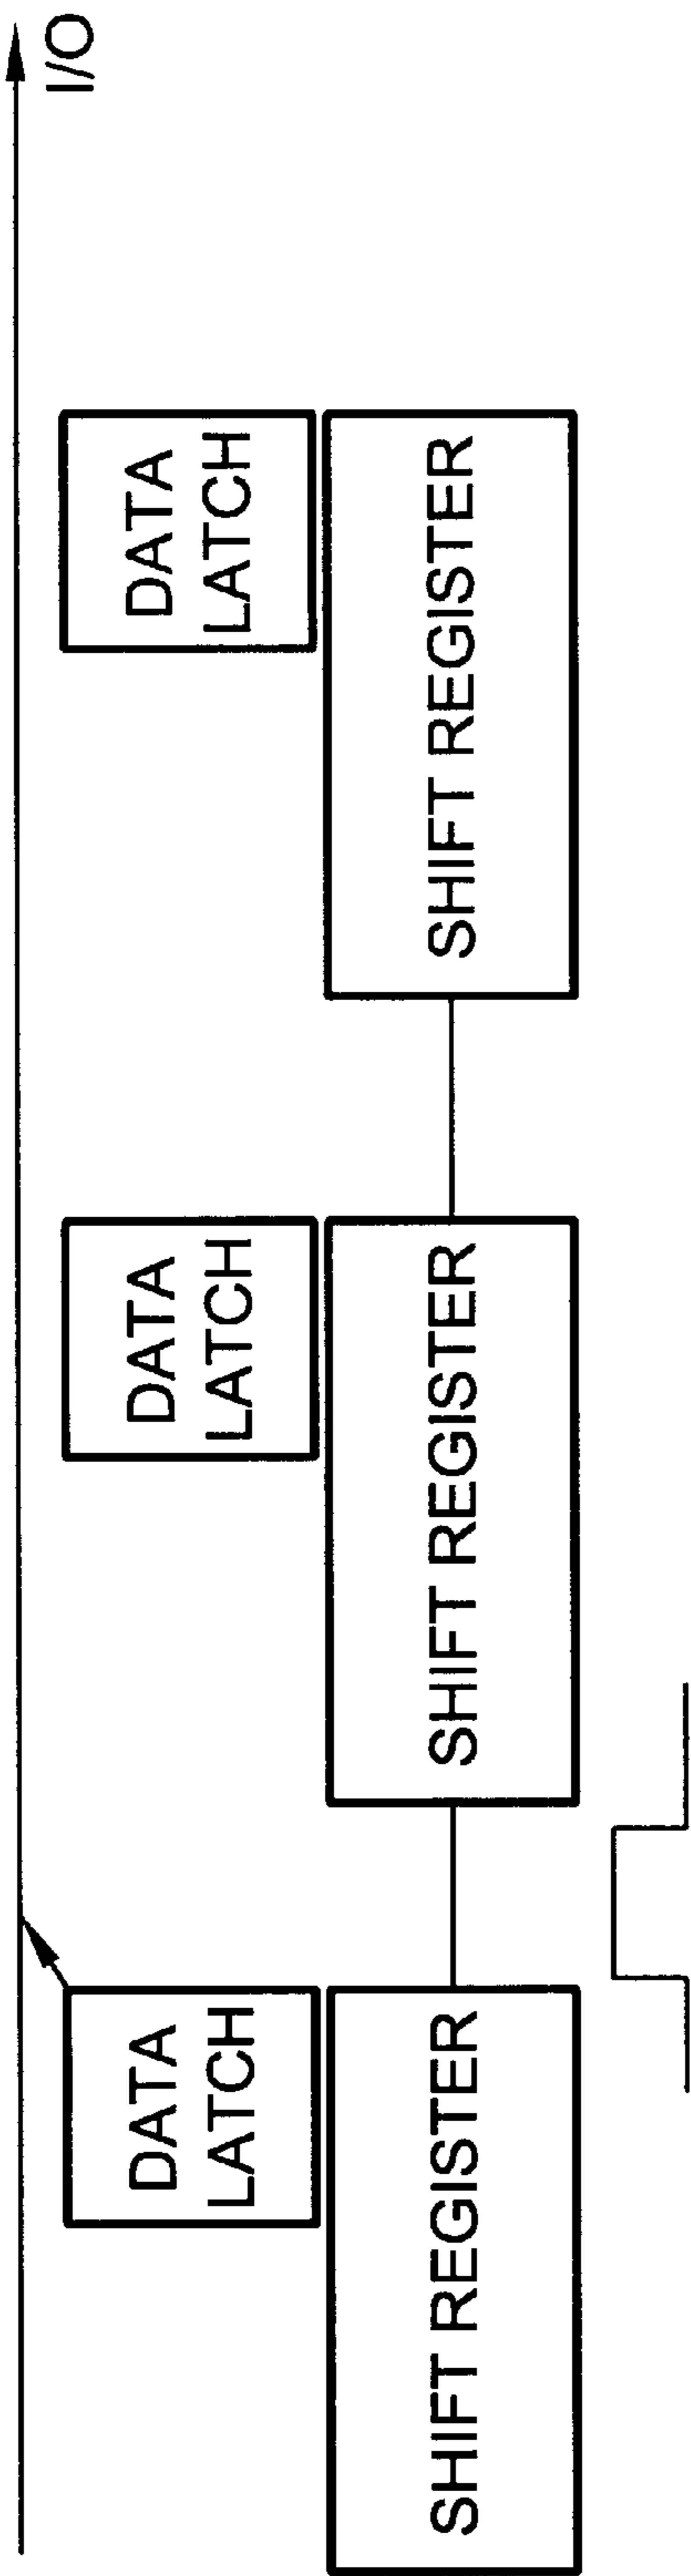 I/O
DATA
LATCH
DATA
LATCH
DATA
LATCH
SHIFT REGISTER
SHIFT REGISTER
SHIFT REGISTER